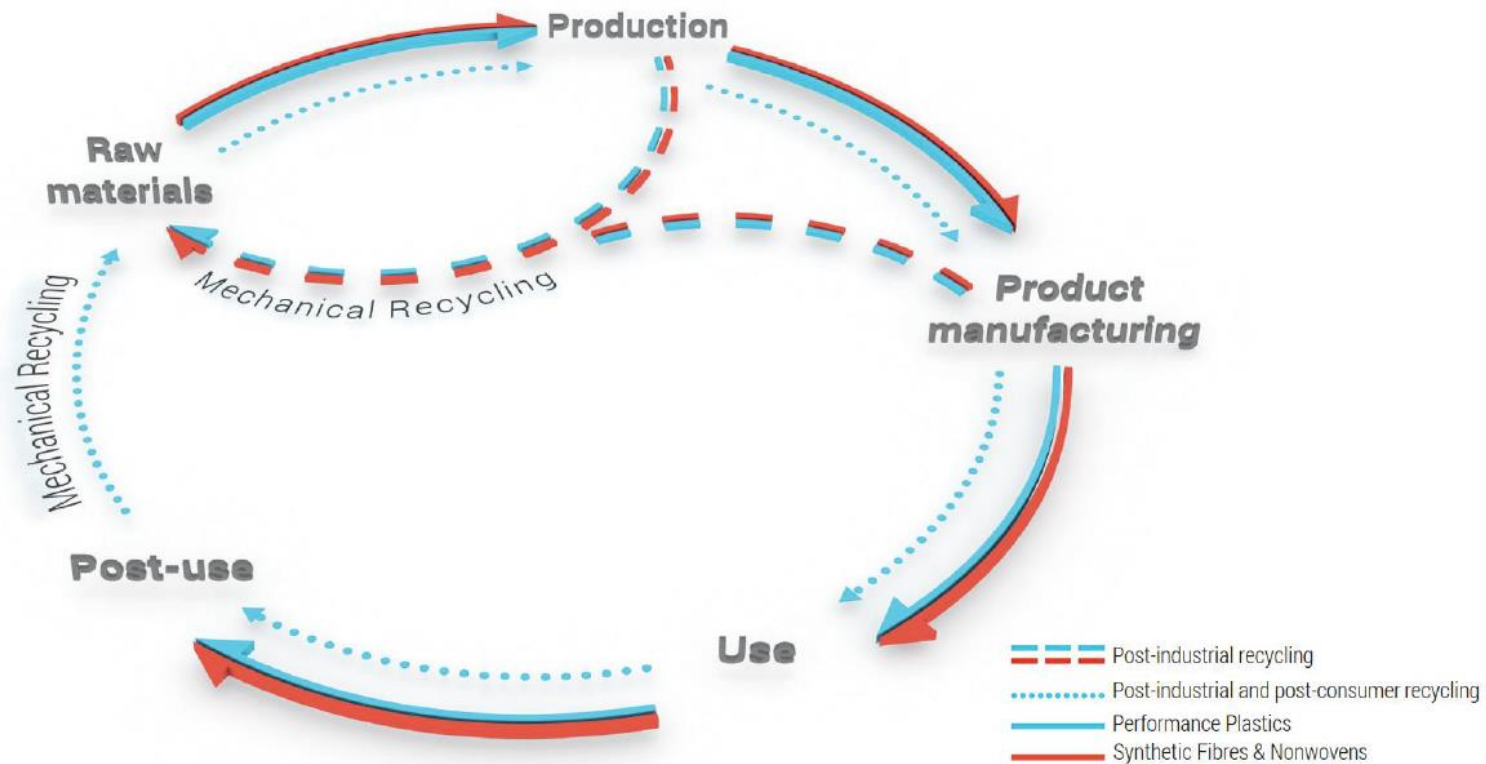 Production
Raw
materials
Mechanical Recycling
Product
manufacturing
Mechanical Recycling
Post-use
Use
Post-industrial recycling
Post-industrial and post-consumer recycling
Performance Plastics
Synthetic Fibres & Nonwovens